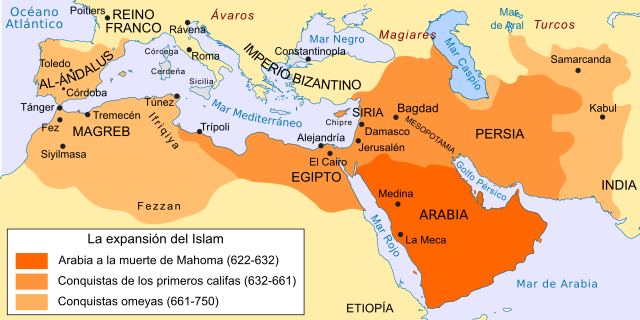 Océano
Atlántico
Poitiers
REINO
FRANCO
Ávaros
Rávena
Magiares
Mar
de Aral
Turcos
Mar Negro
Mar Caspio
Córcega
Roma
Constantinopla
IMPERIO BIZANTINO
Toledo
AL-ÁNDALUS
Cerdeña
Sicilia
Samarcanda
Córdoba
Tánger
Túnez
Mar Mediterráneo
Chipre
SIRIA
Bagdad
Kabul
Tremecén
Fez
MAGREB
Ifriqiya
Trípoli
Damasco
MESOPOTAMIA
PERSIA
Siyilmasa
Alejandría
Jerusalén
El Cairo
EGIPTO
Golfo Pérsico
INDIA
Fezzan
Medina
ARABIA
Mar Rojo
La Meca
La expansión del Islam
Arabia a la muerte de Mahoma (622-632)
Conquistas de los primeros califas (632-661)
Conquistas omeyas (661-750)
Mar de Arabia
ETIOPÍA